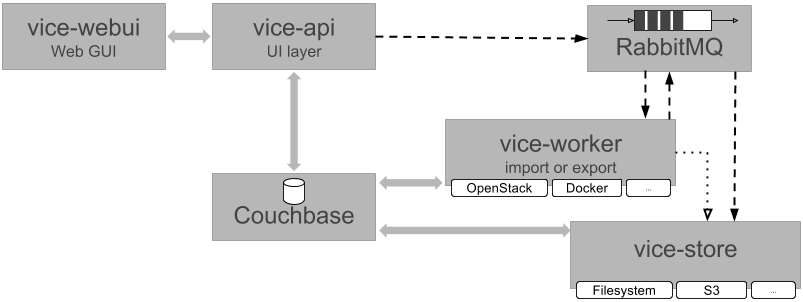 vice-webui
Web GUI
vice-api
UI layer
RabbitMQ
vice-worker
import or export
OpenStack
Docker
...
Couchbase
vice-store
Filesystem
S3
...